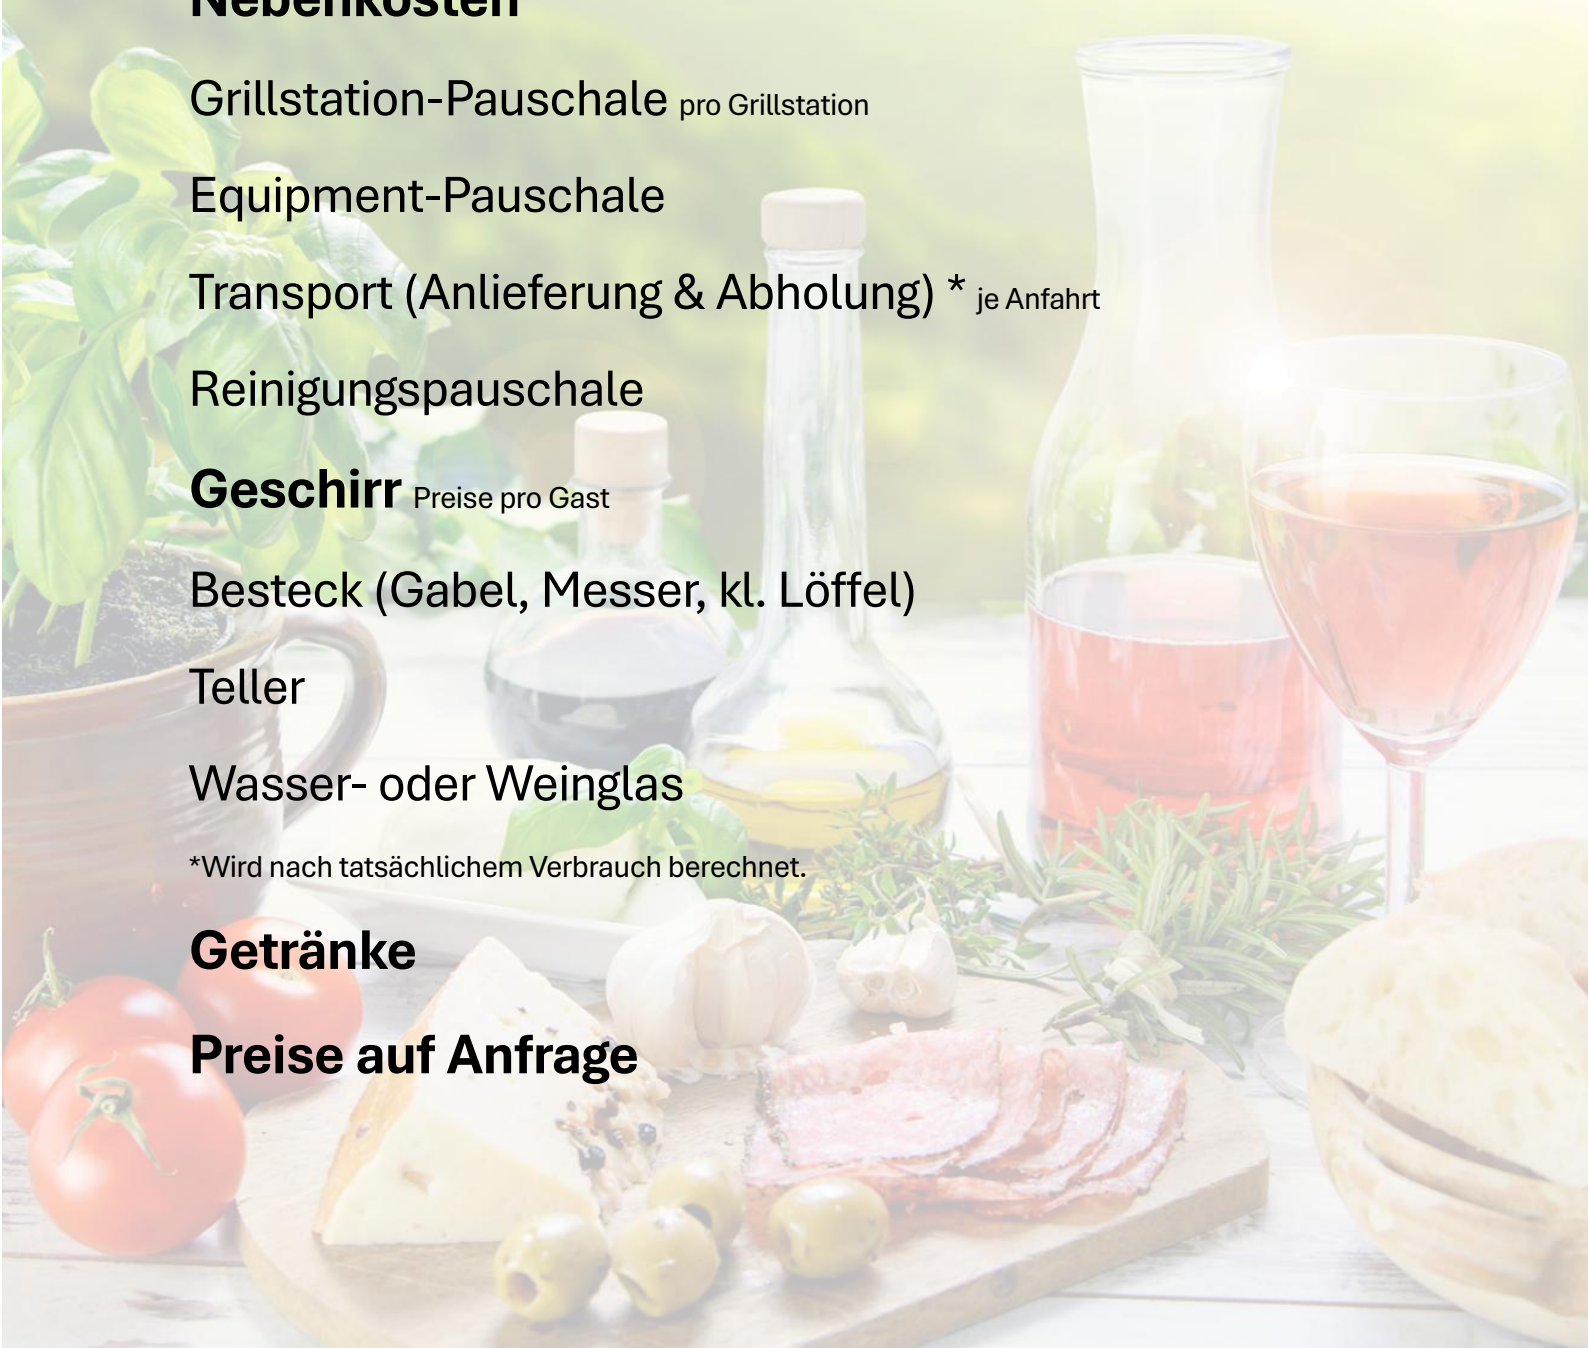 Nebenkosten
Grillstation-Pauschale pro Grillstation
Equipment-Pauschale
Transport (Anlieferung & Abholung) * je Anfahrt
Reinigungspauschale
Geschirr Preise pro Gast
Besteck (Gabel, Messer, kl. Löffel)
Teller
Wasser- oder Weinglas
*Wird nach tatsächlichem Verbrauch berechnet.
Getränke
Preise auf Anfrage